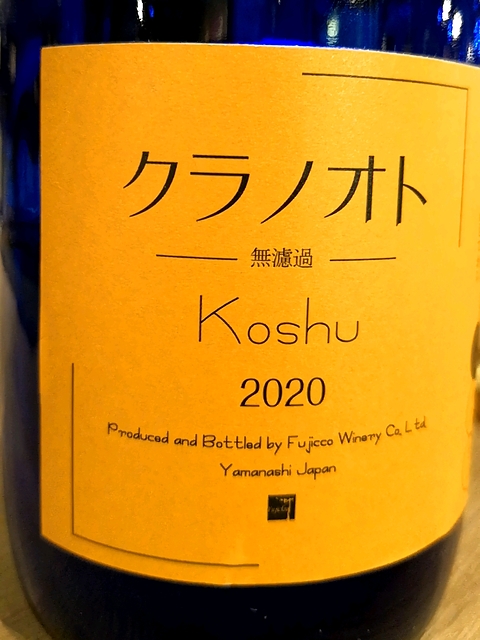 クラノオト
無濾過
Koshu
2020
Produced and Bottled by Fujicco Winery Co,.Ltd
Yamanashi Japan